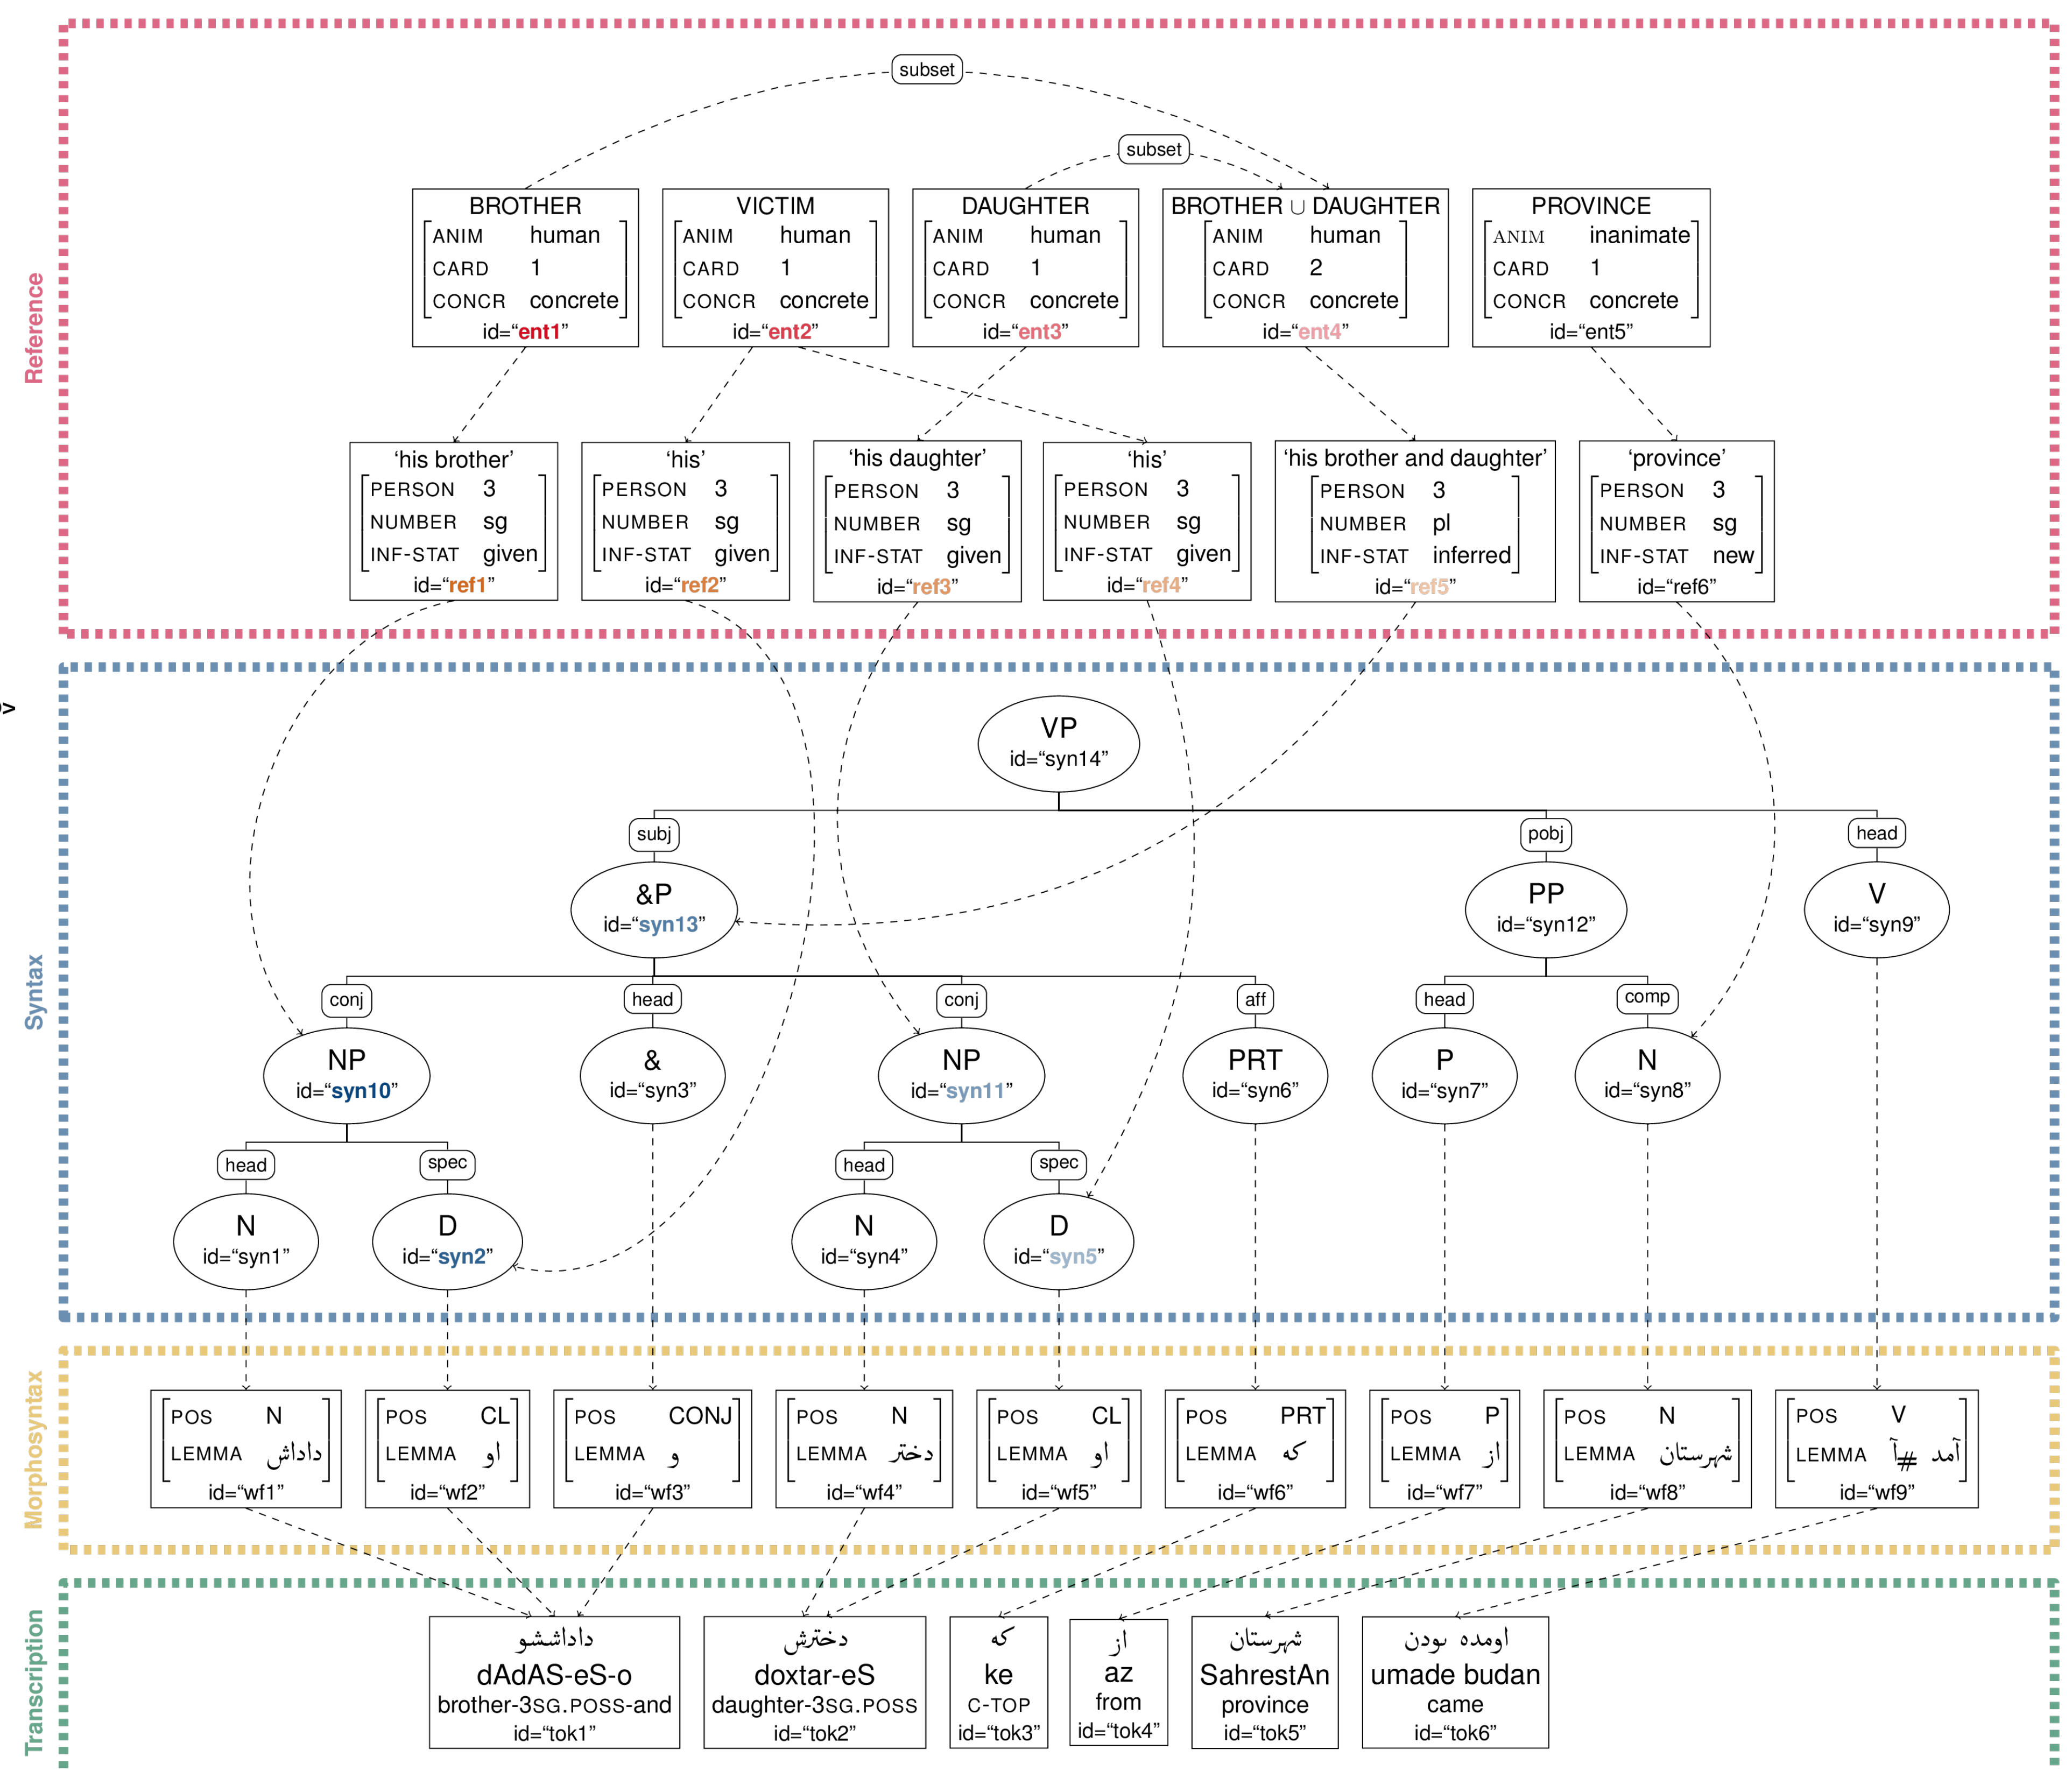 subset
subset
BROTHER
ANIM human
CARD 1
CONCR concrete
id=“ent1”
VICTIM
ANIM human
CARD 1
CONCR concrete
id=“ent2”
DAUGHTER
ANIM human
CARD 1
CONCR concrete
id=“ent3”
BROTHER ∪ DAUGHTER
ANIM human
CARD 2
CONCR concrete
id=“ent4”
PROVINCE
ANIM inanimate
CARD 1
CONCR concrete
id=“ent5”
Reference
‘his brother’
PERSON 3
NUMBER sg
INF-STAT given
id=“ref1”
‘his’
PERSON 3
NUMBER sg
INF-STAT given
id=“ref2”
‘his daughter’
PERSON 3
NUMBER sg
INF-STAT given
id=“ref3”
‘his’
PERSON 3
NUMBER sg
INF-STAT given
id=“ref4”
‘his brother and daughter’
PERSON 3
NUMBER pl
INF-STAT inferred
id=“ref5”
‘province’
PERSON 3
NUMBER sg
INF-STAT new
id=“ref6”
Syntax
VP
id=“syn14”
subj
pobj
head
&P
id=“syn13”
PP
id=“syn12”
V
id=“syn9”
conj
head
conj
aff
head
comp
NP
id=“syn10”
&
id=“syn3”
NP
id=“syn11”
PRT
id=“syn6”
P
id=“syn7”
N
id=“syn8”
head
spec
head
spec
N
id=“syn1”
D
id=“syn2”
N
id=“syn4”
D
id=“syn5”
Morphosyntax
POS N
LEMMA داداش
id=“wf1”
POS CL
LEMMA او
id=“wf2”
POS CONJ
LEMMA و
id=“wf3”
POS N
LEMMA دختر
id=“wf4”
POS CL
LEMMA او
id=“wf5”
POS PRT
LEMMA که
id=“wf6”
POS P
LEMMA از
id=“wf7”
POS N
LEMMA شهرستان
id=“wf8”
POS V
LEMMA آمد#آ
id=“wf9”
Transcription
داداششو
dAdAS-eS-o
brother-3SG.POSS-and
id=“tok1”
دخترش
doxtar-eS
daughter-3SG.POSS
id=“tok2”
که
ke
C-TOP
id=“tok3”
از
az
from
id=“tok4”
شهرستان
SahrestAn
province
id=“tok5”
اومده بودن
umade budan
came
id=“tok6”